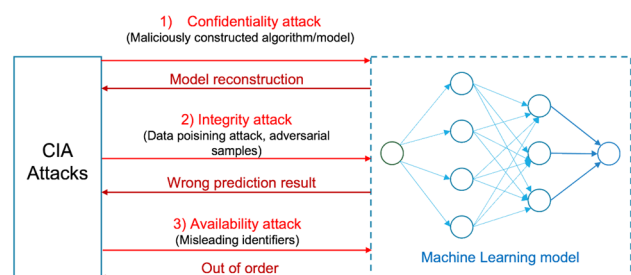 1) Confidentiality attack
(Maliciously constructed algorithm/model)
Model reconstruction
2) Integrity attack
(Data poisining attack, adversarial
samples)
CIA
Attacks
Wrong prediction result
3) Availability attack
(Misleading identifiers)
Out of order
Machine Learning model